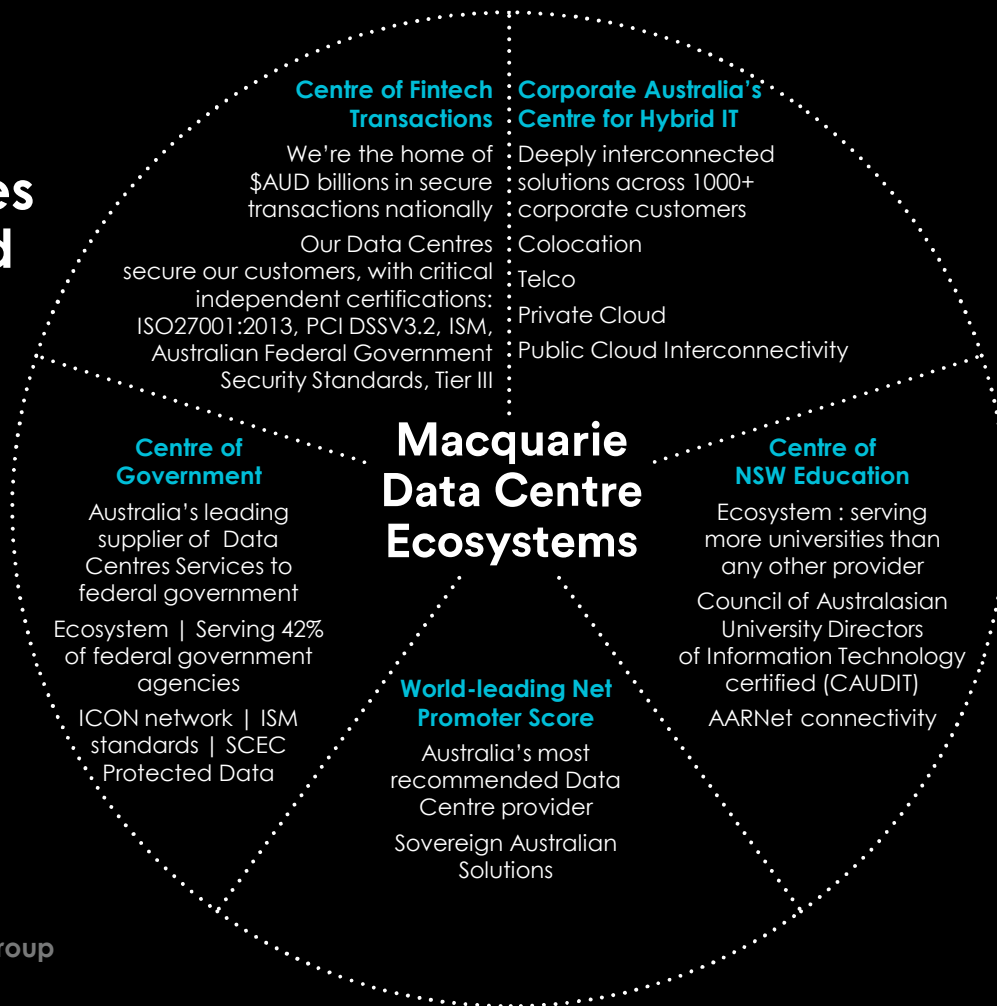 es
d
Centre of Fintech
Transactions
We're the home of
$AUD billions in secure
transactions nationally
Our Data Centres
secure our customers, with critical
independent certifications:
ISO27001:2013, PCI DSSV3.2, ISM,
Australian Federal Government
Security Standards, Tier III
Corporate Australia's
Centre for Hybrid IT
Deeply interconnected
solutions across 1000+
corporate customers
Colocation
Telco
Private Cloud
Public Cloud Interconnectivity
Macquarie
Data Centre
Ecosystems
Centre of
Government
Australia's leading
supplier of Data
Centres Services to
federal government
Ecosystem | Serving 42%
of federal government
agencies
ICON network | ISM
standards | SCEC
Protected Data
World-leading Net
Promoter Score
Australia's most
recommended Data
Centre provider
Sovereign Australian
Solutions
Centre of
NSW Education
Ecosystem : serving
more universities than
any other provider
Council of Australasian
University Directors
of Information Technology
certified (CAUDIT)
AARNet connectivity
roup